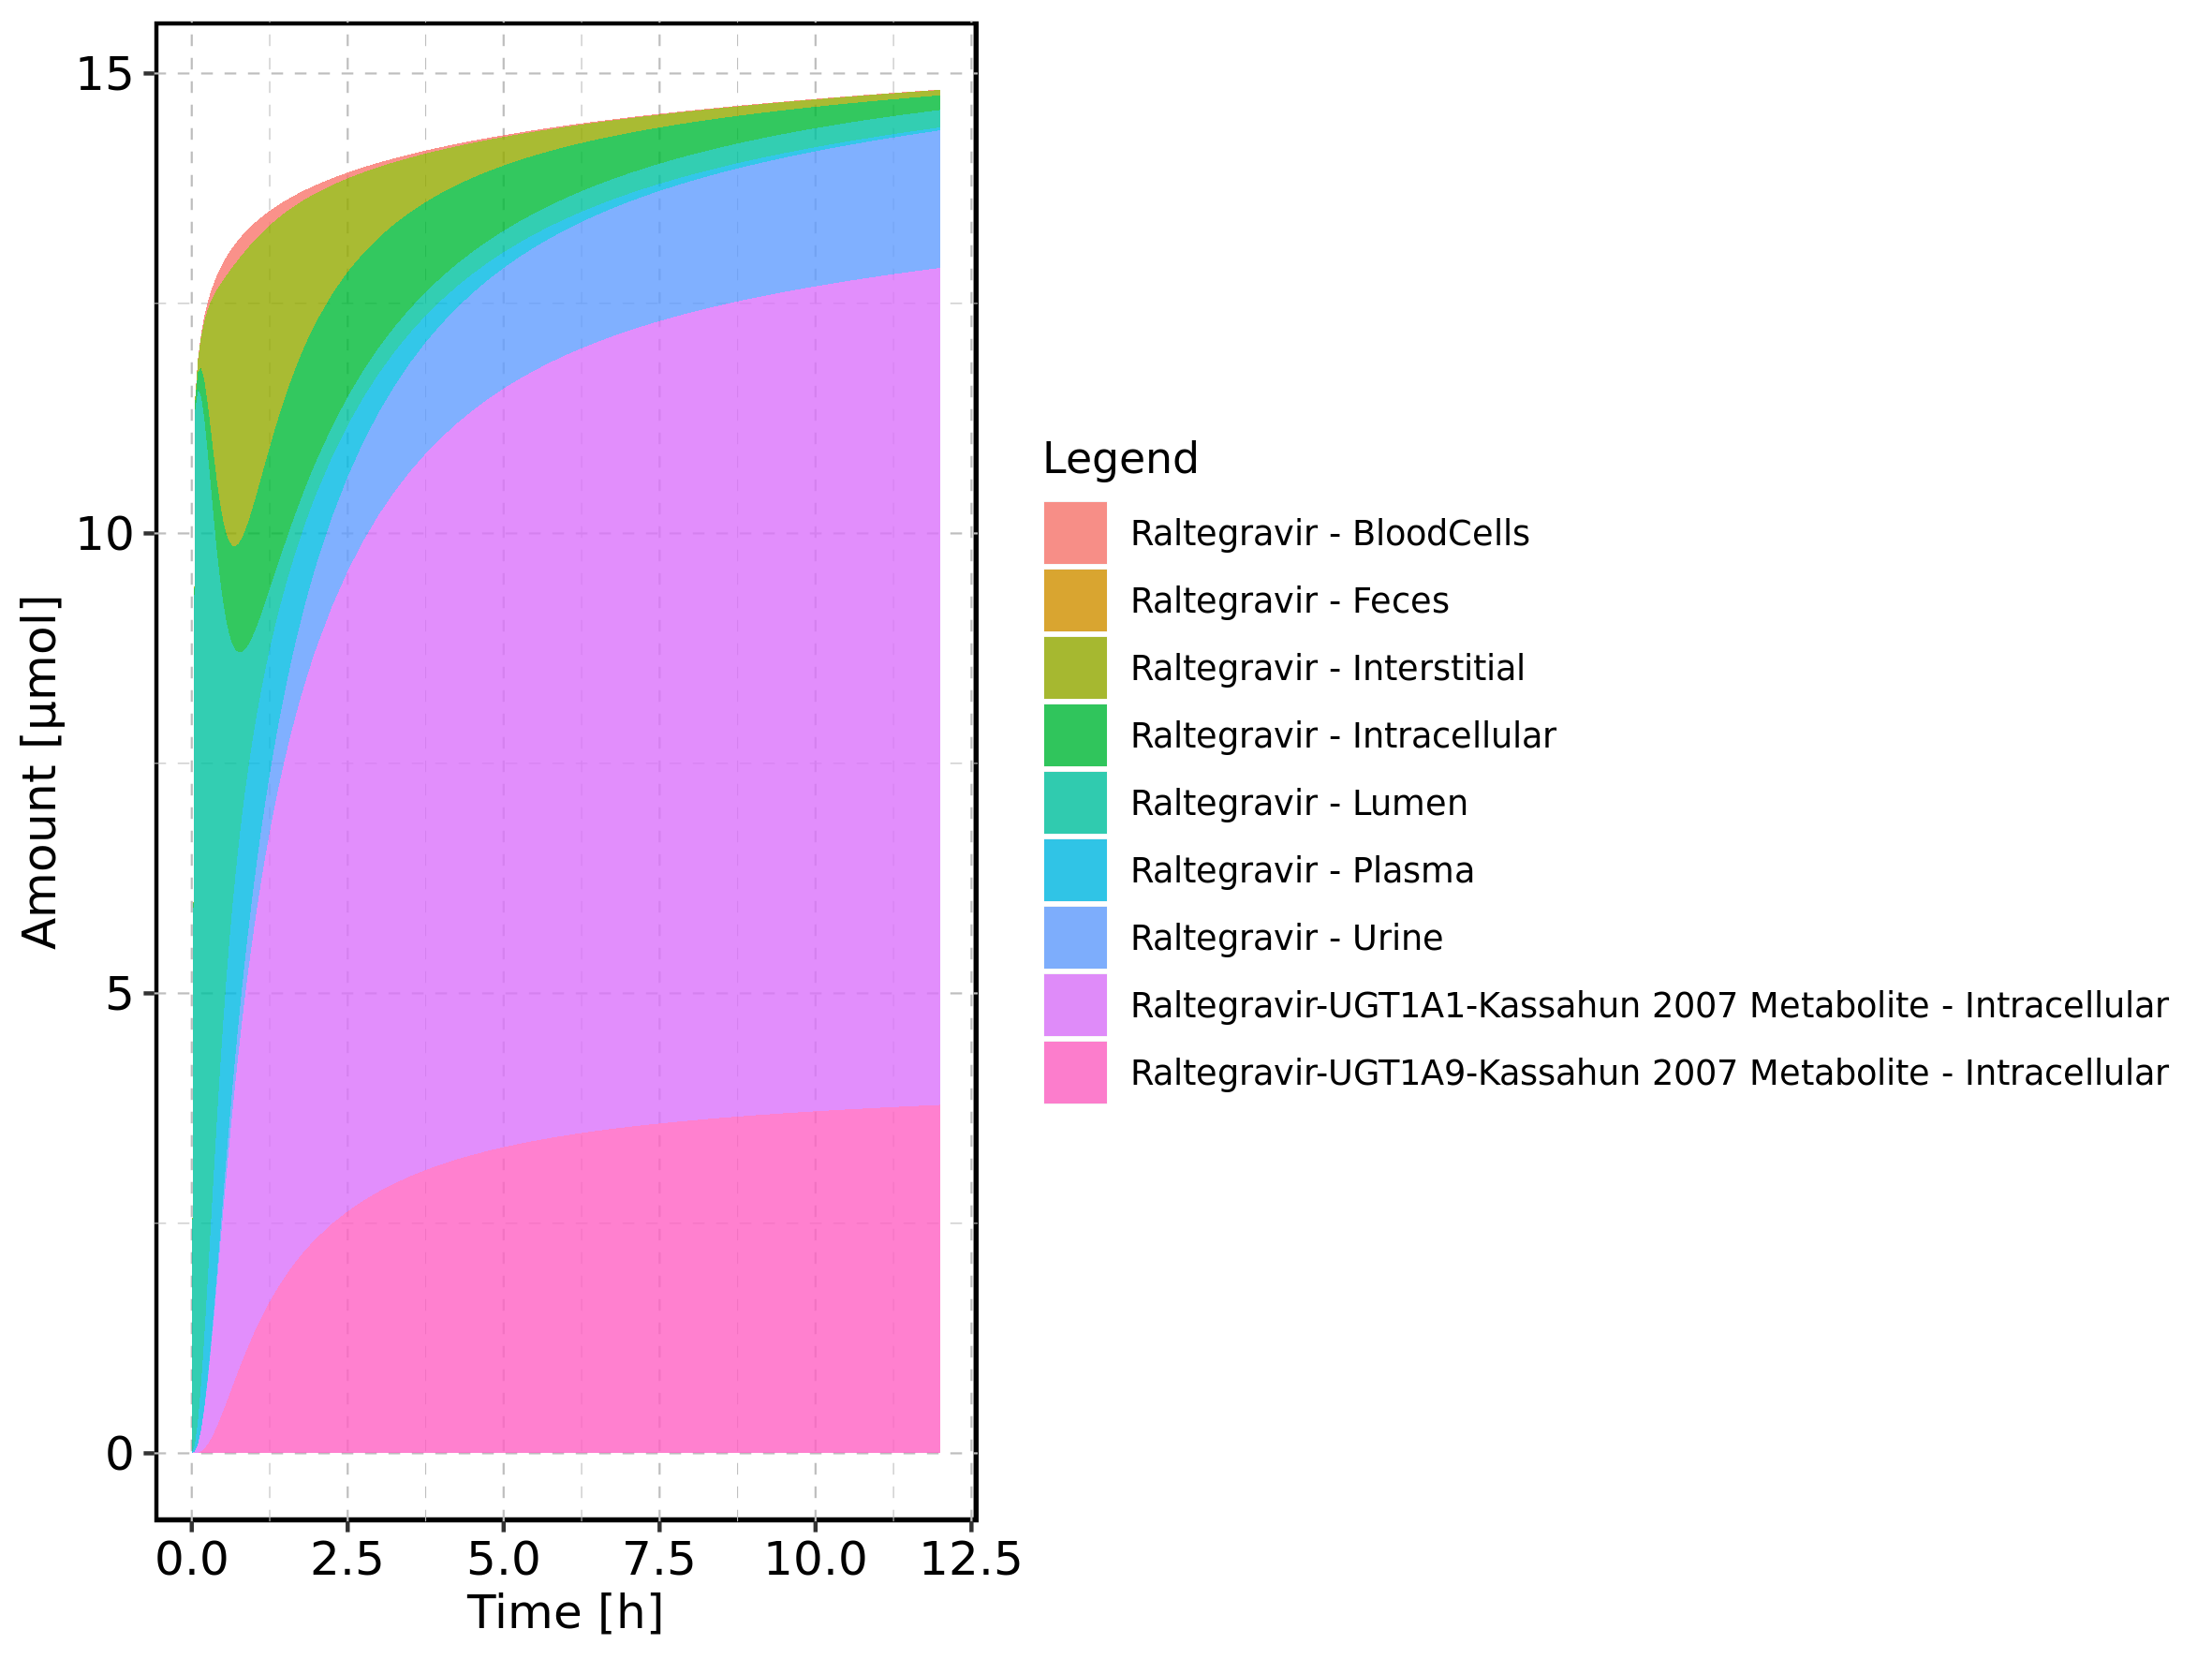 15
10
5
0
Amount [µmol]
0.0 2.5 5.0 7.5 10.0 12.5
Time [h]
Legend
Raltegravir - BloodCells
Raltegravir - Feces
Raltegravir - Interstitial
Raltegravir - Intracellular
Raltegravir - Lumen
Raltegravir - Plasma
Raltegravir - Urine
Raltegravir-UGT1A1-Kassahun 2007 Metabolite - Intracellular
Raltegravir-UGT1A9-Kassahun 2007 Metabolite - Intracellular